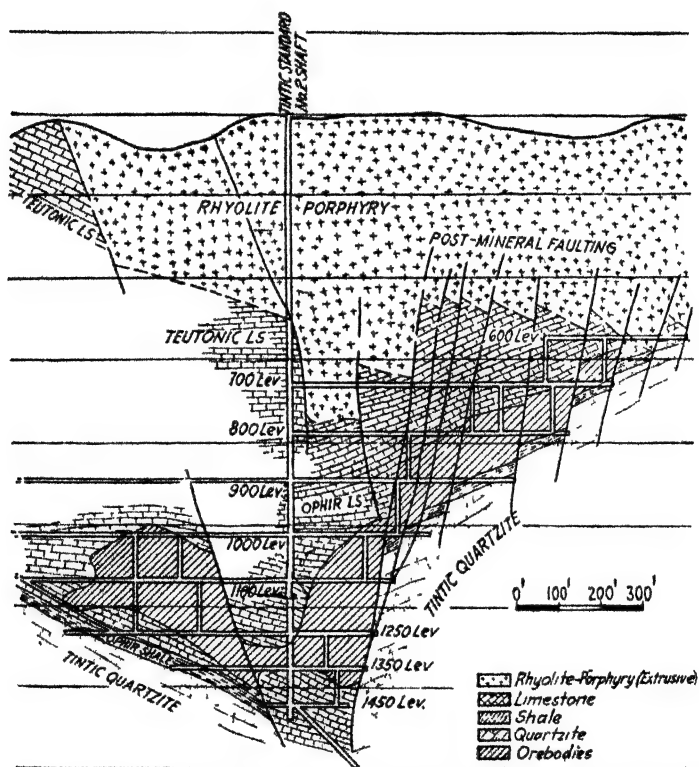 TINTIC STANDARD
No. 2 SHAFT
TEUTONIC LS
RHYOLITE PORPHYRY
POST-MINERAL FAULTING
TEUTONIC LS
600 Lev
700 Lev
800 Lev
900 Lev
OPHIR LS
1000 Lev
1100 Lev
TINTIC QUARTZITE
0' 100' 200' 300'
1250 Lev
OPHIR SHALE
TINTIC QUARTZITE
1350 Lev
1450 Lev.
Rhyolite-Porphyry (Extrusive)
Limestone
Shale
Quartzite
Orebodies